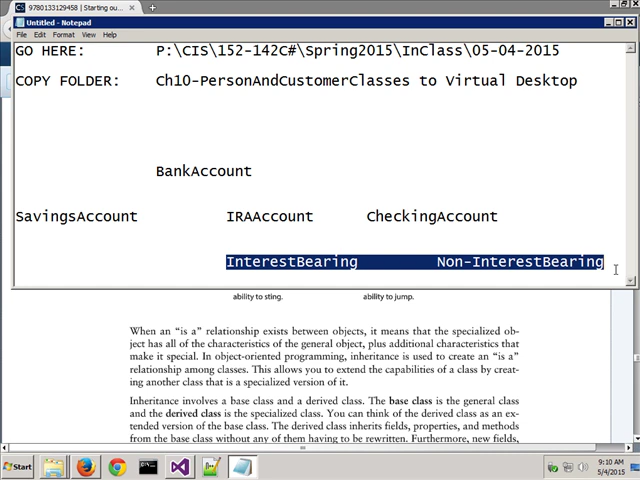 9780133129458 | Starting ou...
Untitled - Notepad
File Edit Format View Help
GO HERE: P:\CIS\152-142C#\Spring2015\InClass\05-04-2015
COPY FOLDER: Ch10-PersonAndCustomerClasses to Virtual Desktop
BankAccount
SavingsAccount IRAAccount CheckingAccount
InterestBearing Non-InterestBearing
ability to sting. ability to jump.
When an “is a” relationship exists between objects, it means that the specialized ob-
ject has all of the characteristics of the general object, plus additional characteristics that
make it special. In object-oriented programming, inheritance is used to create an “is a”
relationship among classes. This allows you to extend the capabilities of a class by creat-
ing another class that is a specialized version of it.
Inheritance involves a base class and a derived class. The base class is the general class
and the derived class is the specialized class. You can think of the derived class as an ex-
tended version of the base class. The derived class inherits fields, properties, and methods
from the base class without any of them having to be rewritten. Furthermore, new fields,
Start
9:10 AM
5/4/2015